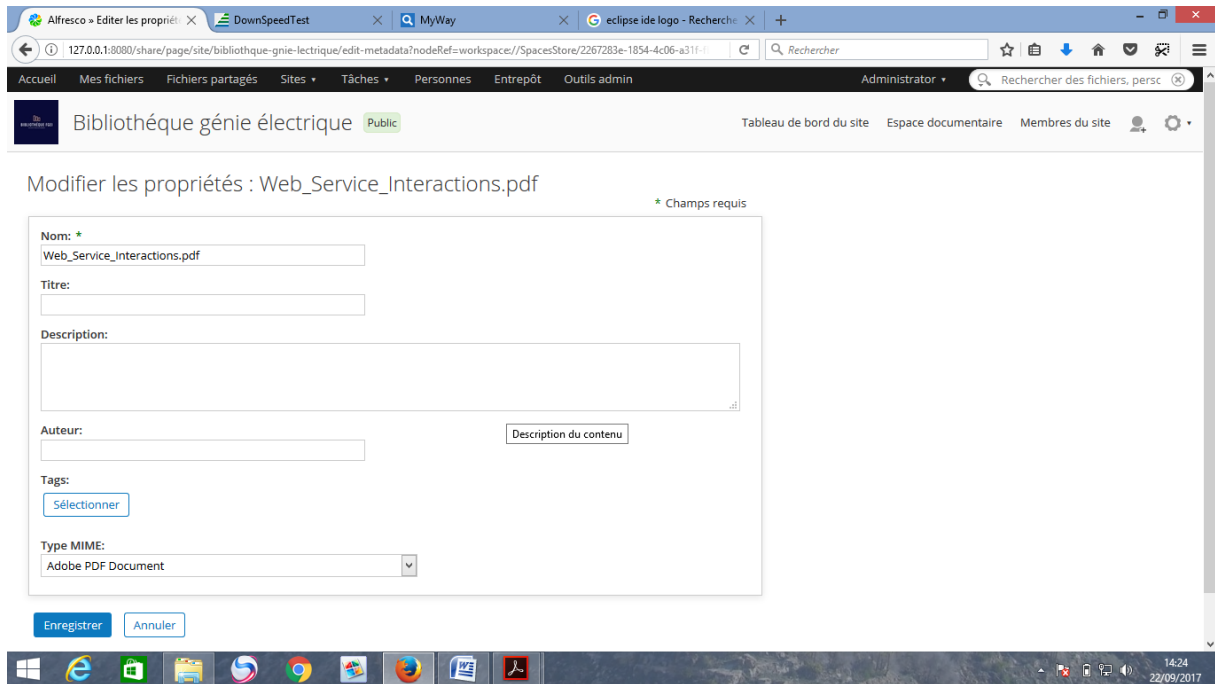 Alfresco » Editer les propriét
DownSpeedTest
MyWay
eclipse ide logo - Recherche
127.0.0.1:8080/share/page/site/bibliothque-gnie-lectrique/edit-metadata?nodeRef=workspace://SpacesStore/2267283e-1854-4c06-a31f-
Rechercher
Accueil Mes fichiers Fichiers partagés Sites Tâches Personnes Entrepôt Outils admin Administrator Rechercher des fichiers, persc
Bibliothéque génie électrique Public Tableau de bord du site Espace documentaire Membres du site
Modifier les propriétés : Web_Service_Interactions.pdf
* Champs requis
Nom: *
Web_Service_Interactions.pdf
Titre:
Description:
Auteur:
Description du contenu
Tags:
Sélectionner
Type MIME:
Adobe PDF Document
Enregistrer Annuler
14:24
22/09/2017